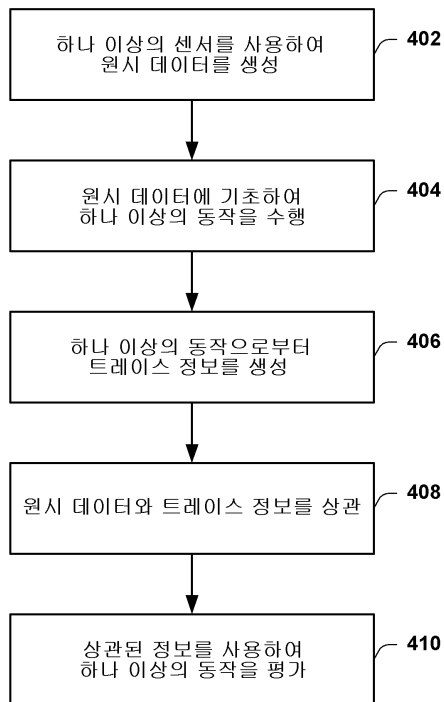 하나 이상의 센서를 사용하여
원시 데이터를 생성
402
원시 데이터에 기초하여
하나 이상의 동작을 수행
404
하나 이상의 동작으로부터
트레이스 정보를 생성
406
원시 데이터와 트레이스 정보를 상관
408
상관된 정보를 사용하여
하나 이상의 동작을 평가
410